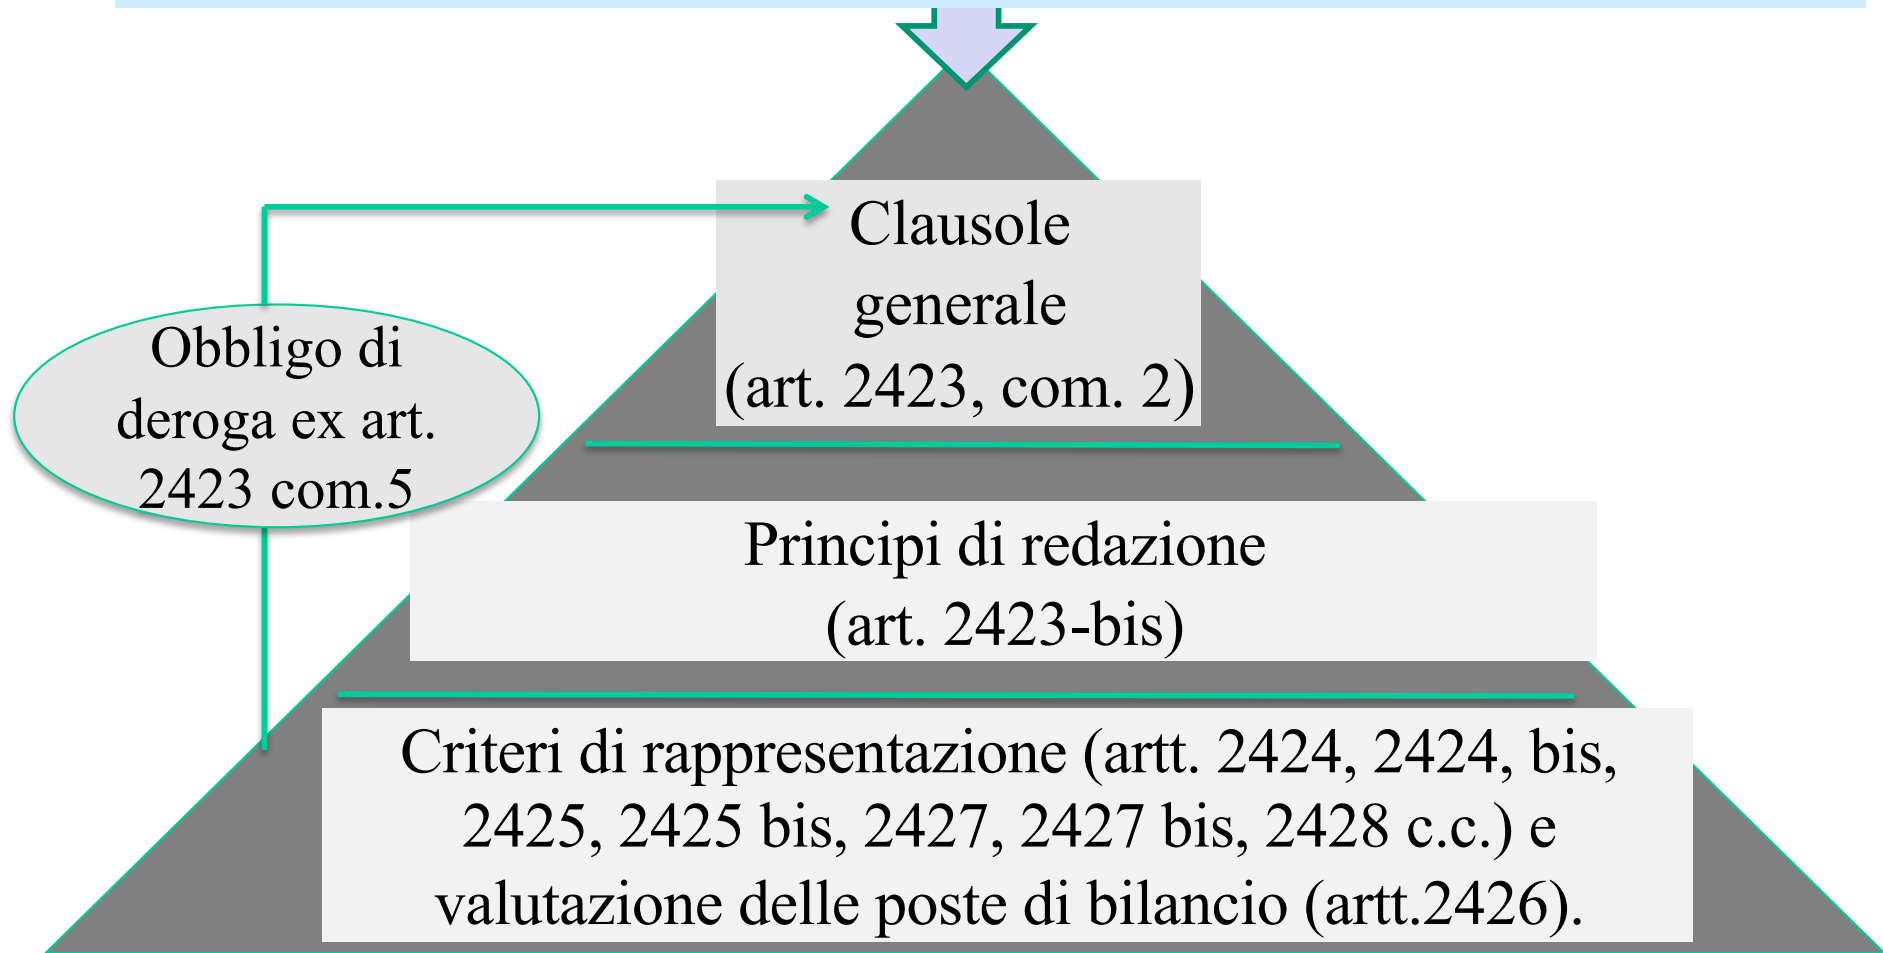 Clausole
generale
(art. 2423, com. 2)
Obbligo di
deroga ex art.
2423 com.5
Principi di redazione
(art. 2423-bis)
Criteri di rappresentazione (artt. 2424, 2424, bis,
2425, 2425 bis, 2427, 2427 bis, 2428 c.c.) e
valutazione delle poste di bilancio (artt.2426).